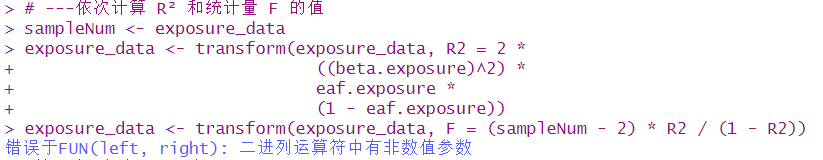 > # ---依次计算 R² 和统计量 F 的值
> sampleNum <- exposure_data
> exposure_data <- transform(exposure_data, R2 = 2 *
+                            ((beta.exposure)^2) *
+                            eaf.exposure *
+                            (1 - eaf.exposure))
> exposure_data <- transform(exposure_data, F = (sampleNum - 2) * R2 / (1 - R2))
错误于FUN(left, right): 二进列运算符中有非数值参数